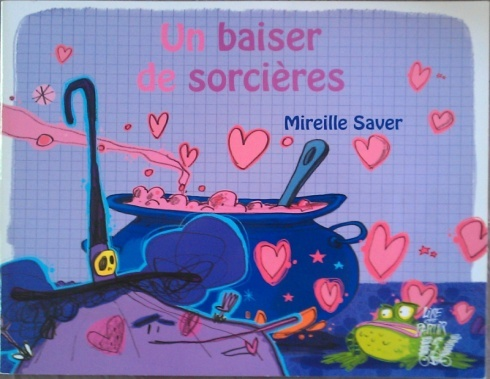 Un baiser
de sorcières
Mireille Saver